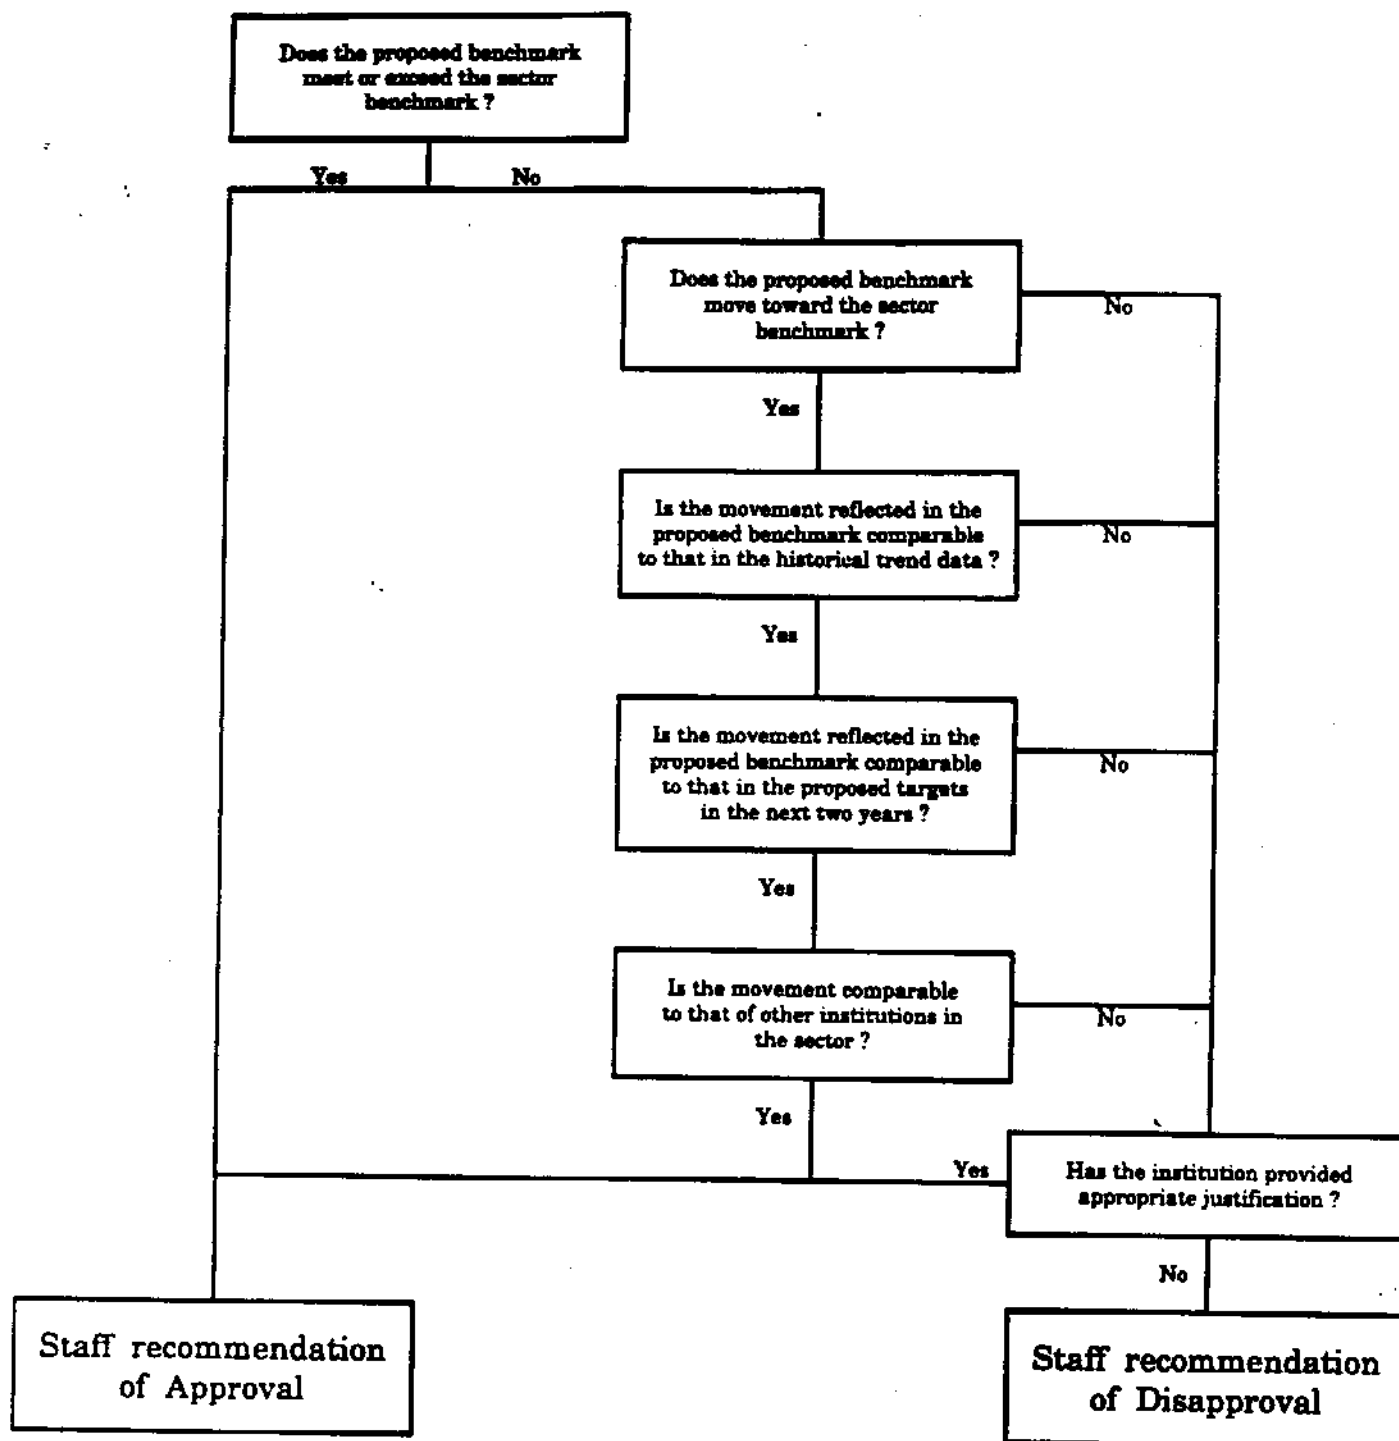 Does the proposed benchmark
meet or exceed the sector
benchmark ?
Yes
No
Does the proposed benchmark
move toward the sector
benchmark ?
No
Yes
Is the movement reflected in the
proposed benchmark comparable
to that in the historical trend data ?
No
Yes
Is the movement reflected in the
proposed benchmark comparable
to that in the proposed targets
in the next two years ?
No
Yes
Is the movement comparable
to that of other institutions in
the sector ?
No
Yes
Yes
Has the institution provided
appropriate justification ?
No
Staff recommendation
of Approval
Staff recommendation
of Disapproval